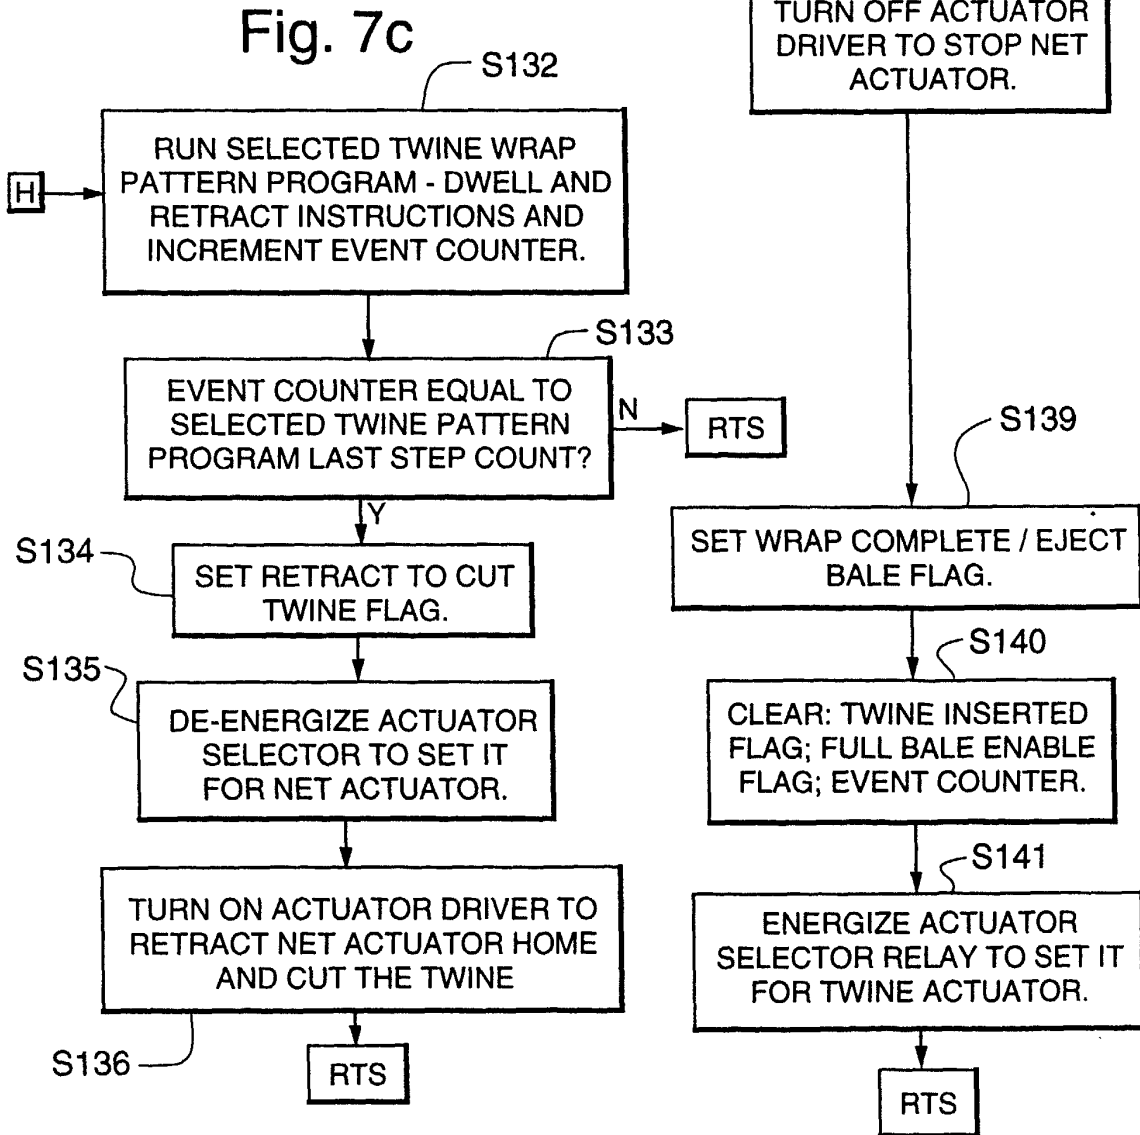 Fig. 7c
S132
H
RUN SELECTED TWINE WRAP
PATTERN PROGRAM - DWELL AND
RETRACT INSTRUCTIONS AND
INCREMENT EVENT COUNTER.
S133
EVENT COUNTER EQUAL TO
SELECTED TWINE PATTERN
PROGRAM LAST STEP COUNT?
N
RTS
Y
S134
SET RETRACT TO CUT
TWINE FLAG.
S135
DE-ENERGIZE ACTUATOR
SELECTOR TO SET IT
FOR NET ACTUATOR.
TURN ON ACTUATOR DRIVER TO
RETRACT NET ACTUATOR HOME
AND CUT THE TWINE
S136
RTS
TURN OFF ACTUATOR
DRIVER TO STOP NET
ACTUATOR.
S139
SET WRAP COMPLETE / EJECT
BALE FLAG.
S140
CLEAR: TWINE INSERTED
FLAG; FULL BALE ENABLE
FLAG; EVENT COUNTER.
S141
ENERGIZE ACTUATOR
SELECTOR RELAY TO SET IT
FOR TWINE ACTUATOR.
RTS